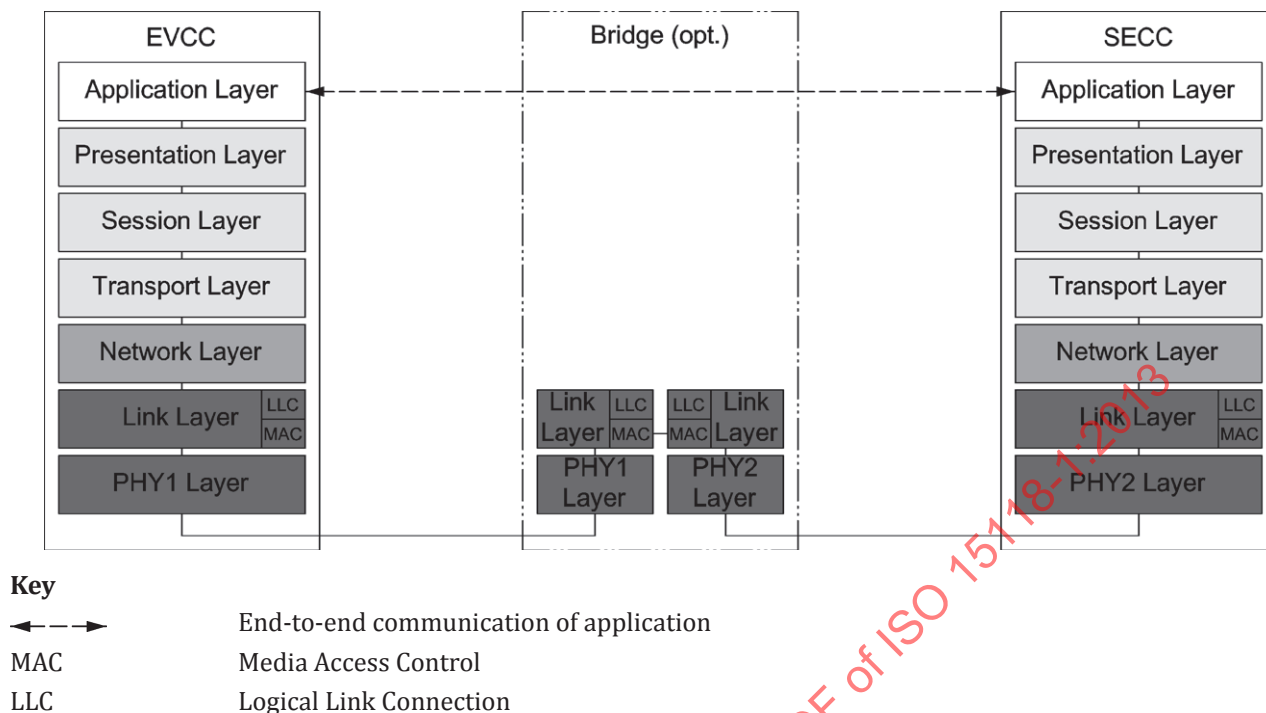 EVCC
Application Layer
Presentation Layer
Session Layer
Transport Layer
Network Layer
Link Layer
LLC
MAC
PHY1 Layer
Bridge (opt.)
Link
Layer
LLC
MAC
LLC
MAC
Link
Layer
PHY1
Layer
PHY2
Layer
SECC
Application Layer
Presentation Layer
Session Layer
Transport Layer
Network Layer
Link Layer
LLC
MAC
PHY2 Layer
Key
End-to-end communication of application
MAC Media Access Control
LLC Logical Link Connection
of ISO 15118-1:2013